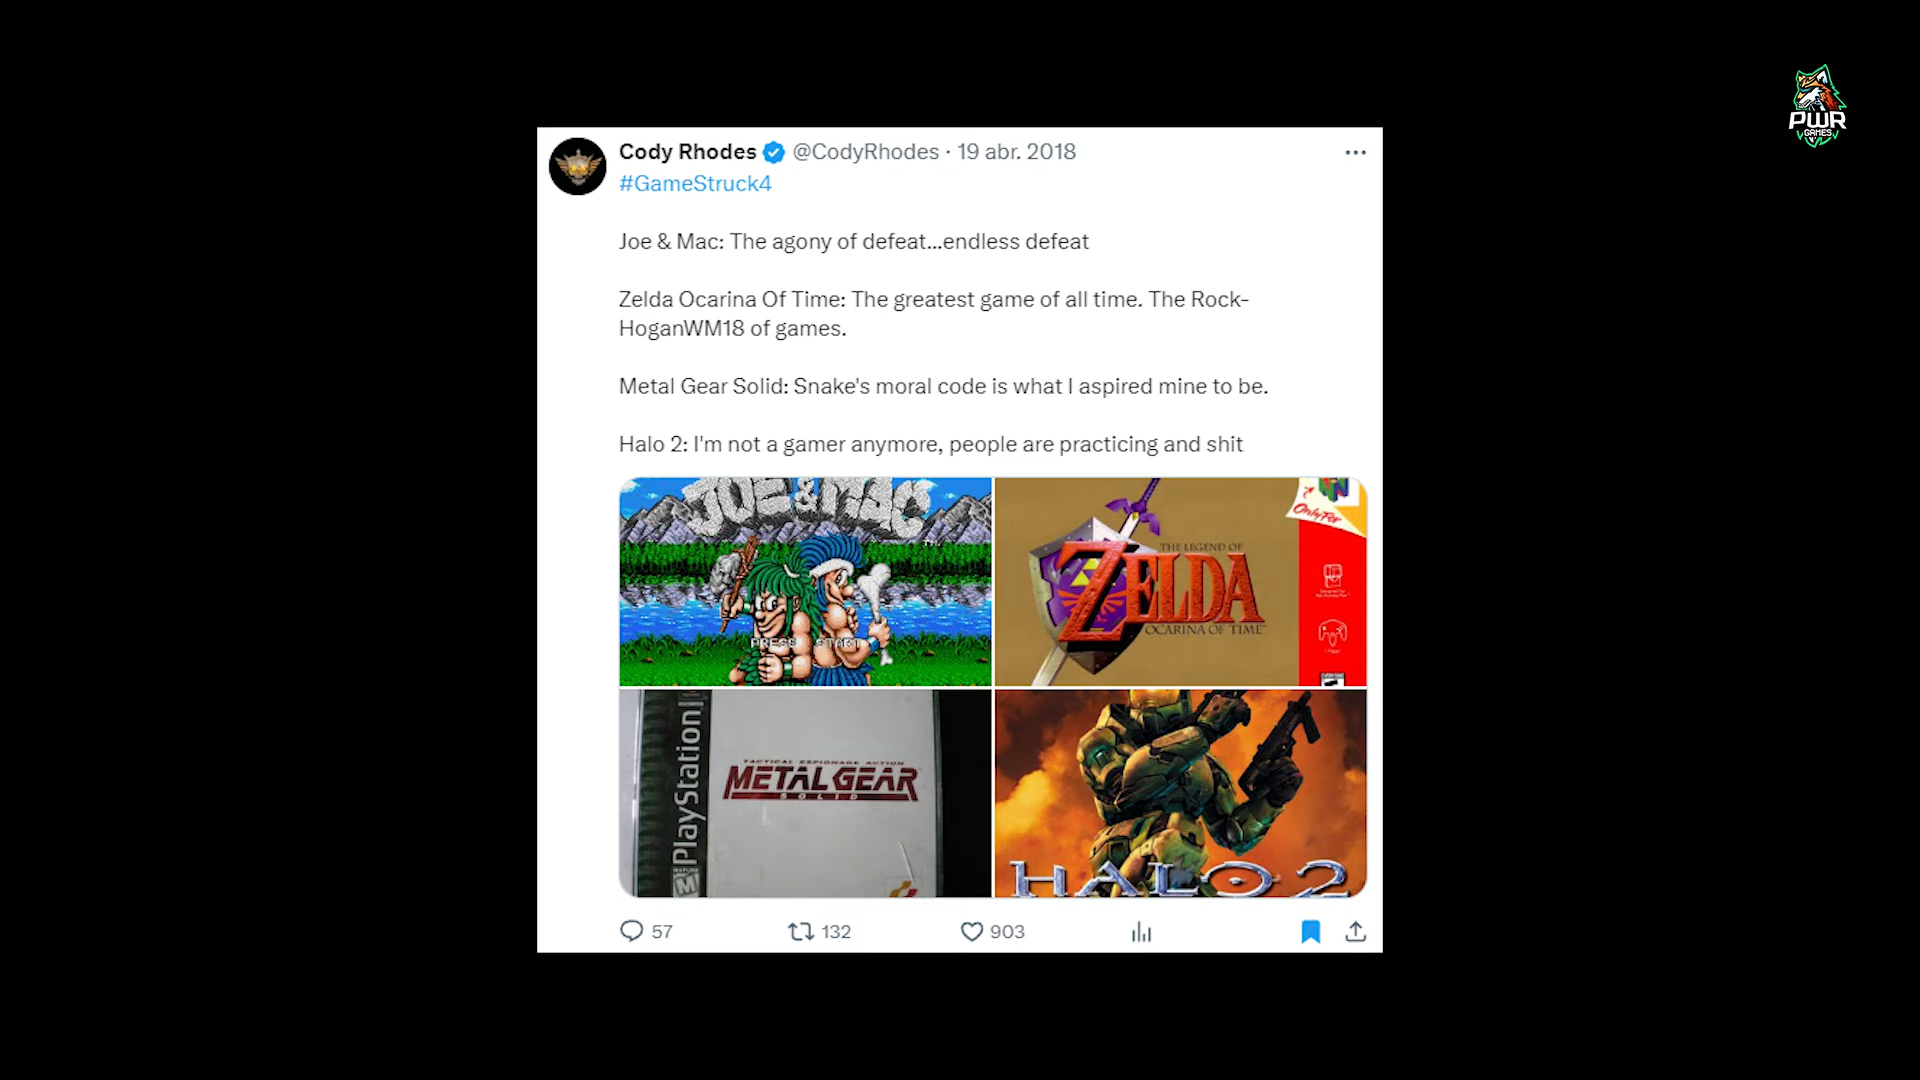 PWR
GAMES
Cody Rhodes @CodyRhodes · 19 abr. 2018
#GameStruck4
Joe & Mac: The agony of defeat...endless defeat
Zelda Ocarina Of Time: The greatest game of all time. The Rock-
HoganWM18 of games.
Metal Gear Solid: Snake's moral code is what I aspired mine to be.
Halo 2: I'm not a gamer anymore, people are practicing and shit
JOE & MAC
TM
PRESS START
THE LEGEND OF
ZELDA
OCARINA OF TIME
Only For
PlayStation
TACTICAL ESPIONAGE ACTION
METAL GEAR
SOLID
M
HALO 2
57 132 903